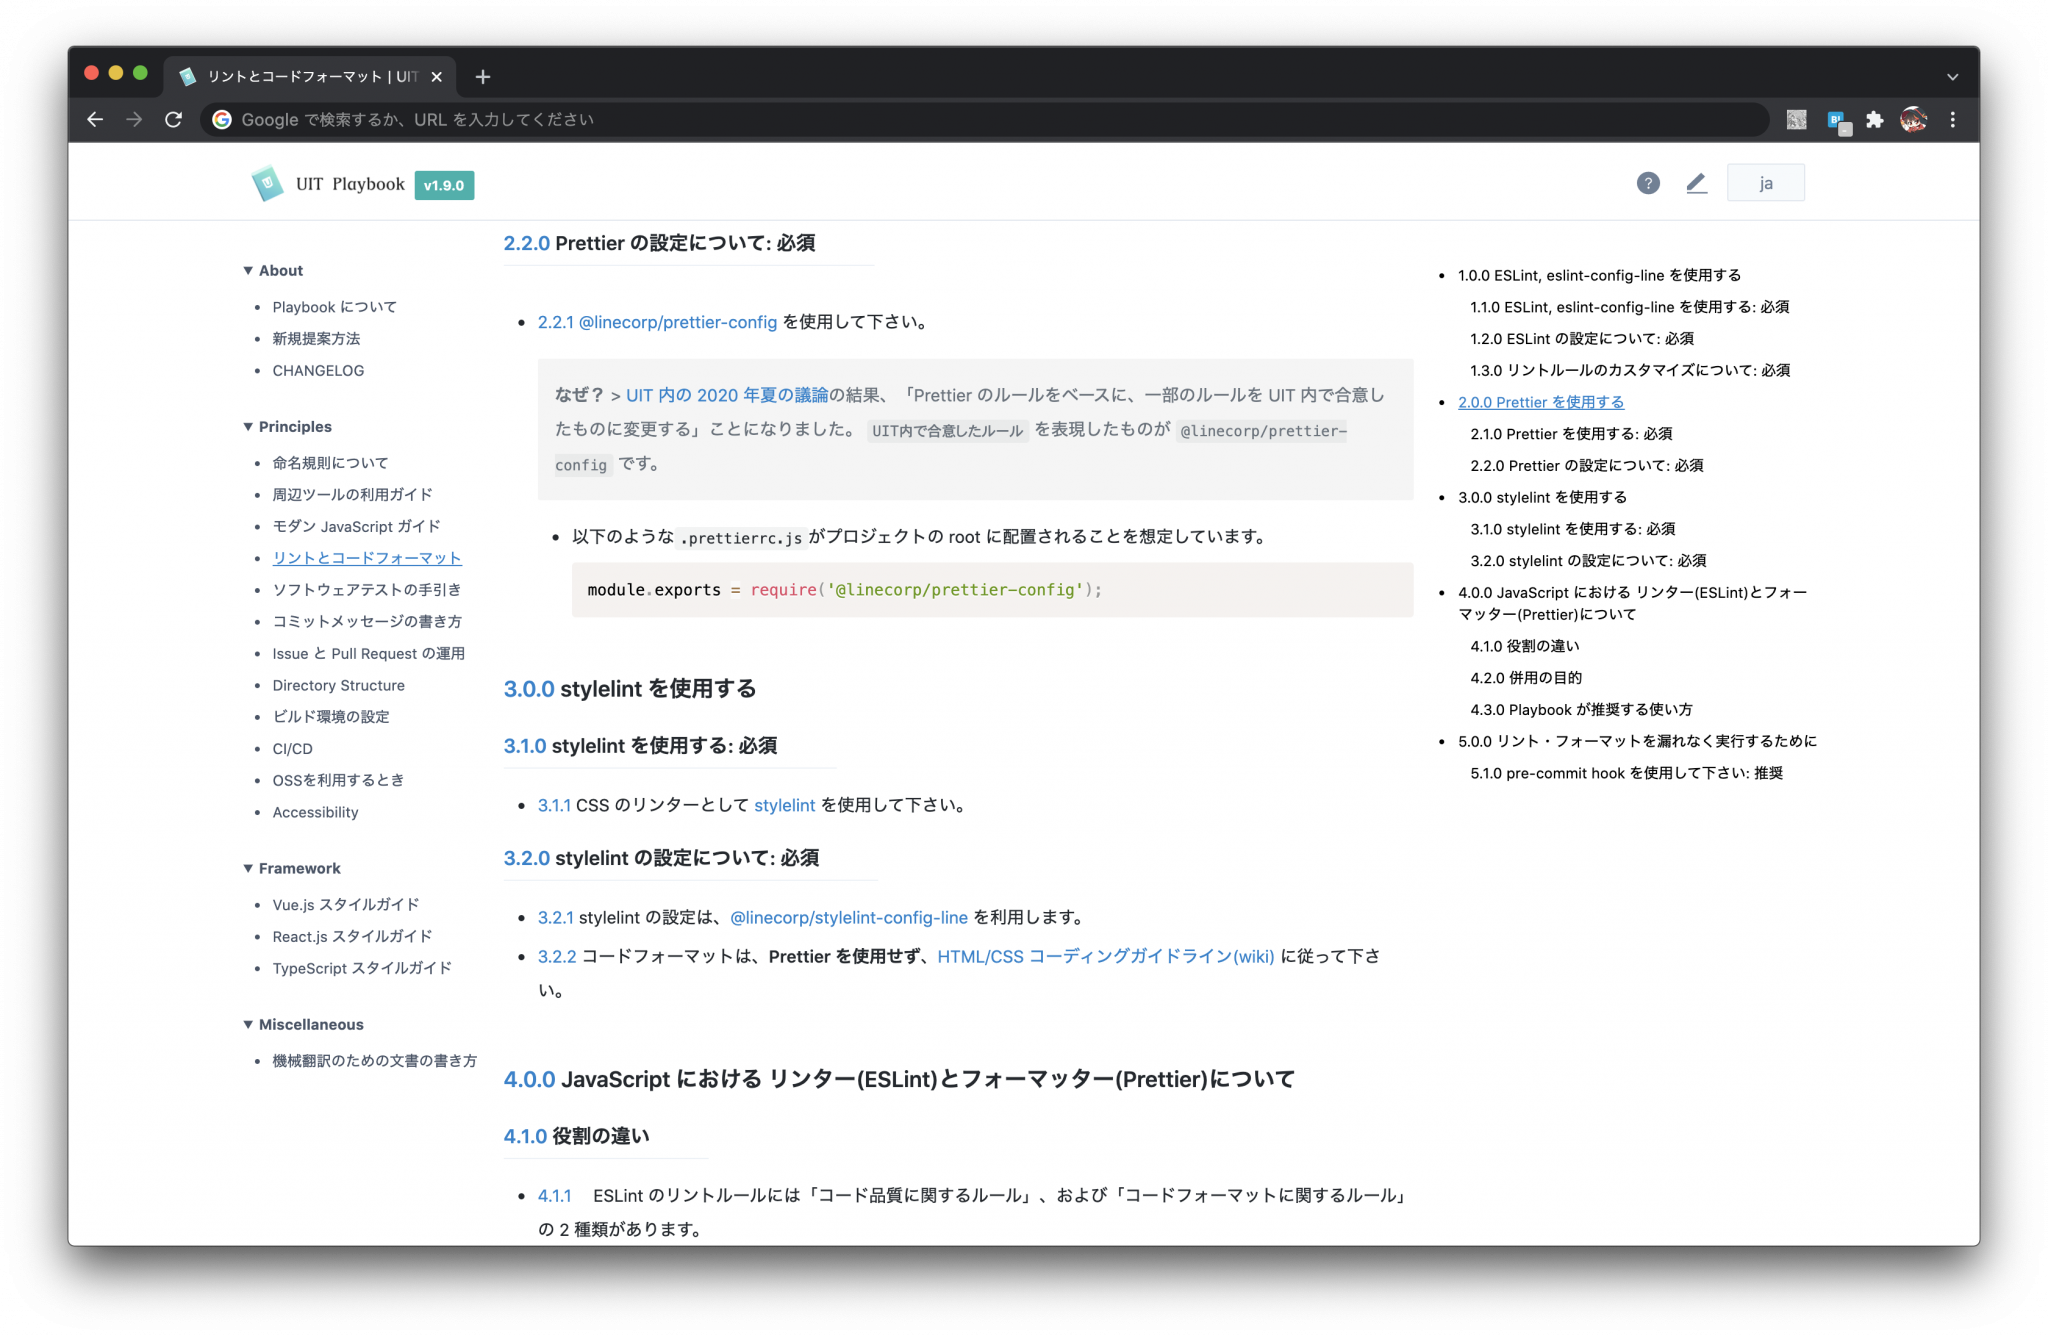 リントとコードフォーマット | UIT
Google で検索するか、URL を入力してください
UIT Playbook v1.9.0
ja
About
Playbook について
新規提案方法
CHANGELOG
Principles
命名規則について
周辺ツールの利用ガイド
モダン JavaScript ガイド
リントとコードフォーマット
ソフトウェアテストの手引き
コミットメッセージの書き方
Issue と Pull Request の運用
Directory Structure
ビルド環境の設定
CI/CD
OSSを利用するとき
Accessibility
Framework
Vue.js スタイルガイド
React.js スタイルガイド
TypeScript スタイルガイド
Miscellaneous
機械翻訳のための文書の書き方
2.2.0 Prettier の設定について: 必須
2.2.1 @linecorp/prettier-config を使用して下さい。
なぜ？ > UIT 内の 2020 年夏の議論の結果、「Prettier のルールをベースに、一部のルールを UIT 内で合意し
たものに変更する」ことになりました。 UIT内で合意したルール を表現したものが @linecorp/prettier-
config です。
以下のような .prettierrc.js がプロジェクトの root に配置されることを想定しています。
module.exports = require('@linecorp/prettier-config');
3.0.0 stylelint を使用する
3.1.0 stylelint を使用する: 必須
3.1.1 CSS のリンターとして stylelint を使用して下さい。
3.2.0 stylelint の設定について: 必須
3.2.1 stylelint の設定は、@linecorp/stylelint-config-line を利用します。
3.2.2 コードフォーマットは、Prettier を使用せず、HTML/CSS コーディングガイドライン(wiki) に従って下さ
い。
4.0.0 JavaScript における リンター(ESLint)とフォーマッター(Prettier)について
4.1.0 役割の違い
4.1.1 ESLint のリントルールには「コード品質に関するルール」、および「コードフォーマットに関するルール」
の 2 種類があります。
1.0.0 ESLint, eslint-config-line を使用する
1.1.0 ESLint, eslint-config-line を使用する: 必須
1.2.0 ESLint の設定について: 必須
1.3.0 リントルールのカスタマイズについて: 必須
2.0.0 Prettier を使用する
2.1.0 Prettier を使用する: 必須
2.2.0 Prettier の設定について: 必須
3.0.0 stylelint を使用する
3.1.0 stylelint を使用する: 必須
3.2.0 stylelint の設定について: 必須
4.0.0 JavaScript における リンター(ESLint)とフォー
マッター(Prettier)について
4.1.0 役割の違い
4.2.0 併用の目的
4.3.0 Playbook が推奨する使い方
5.0.0 リント・フォーマットを漏れなく実行するために
5.1.0 pre-commit hook を使用して下さい: 推奨